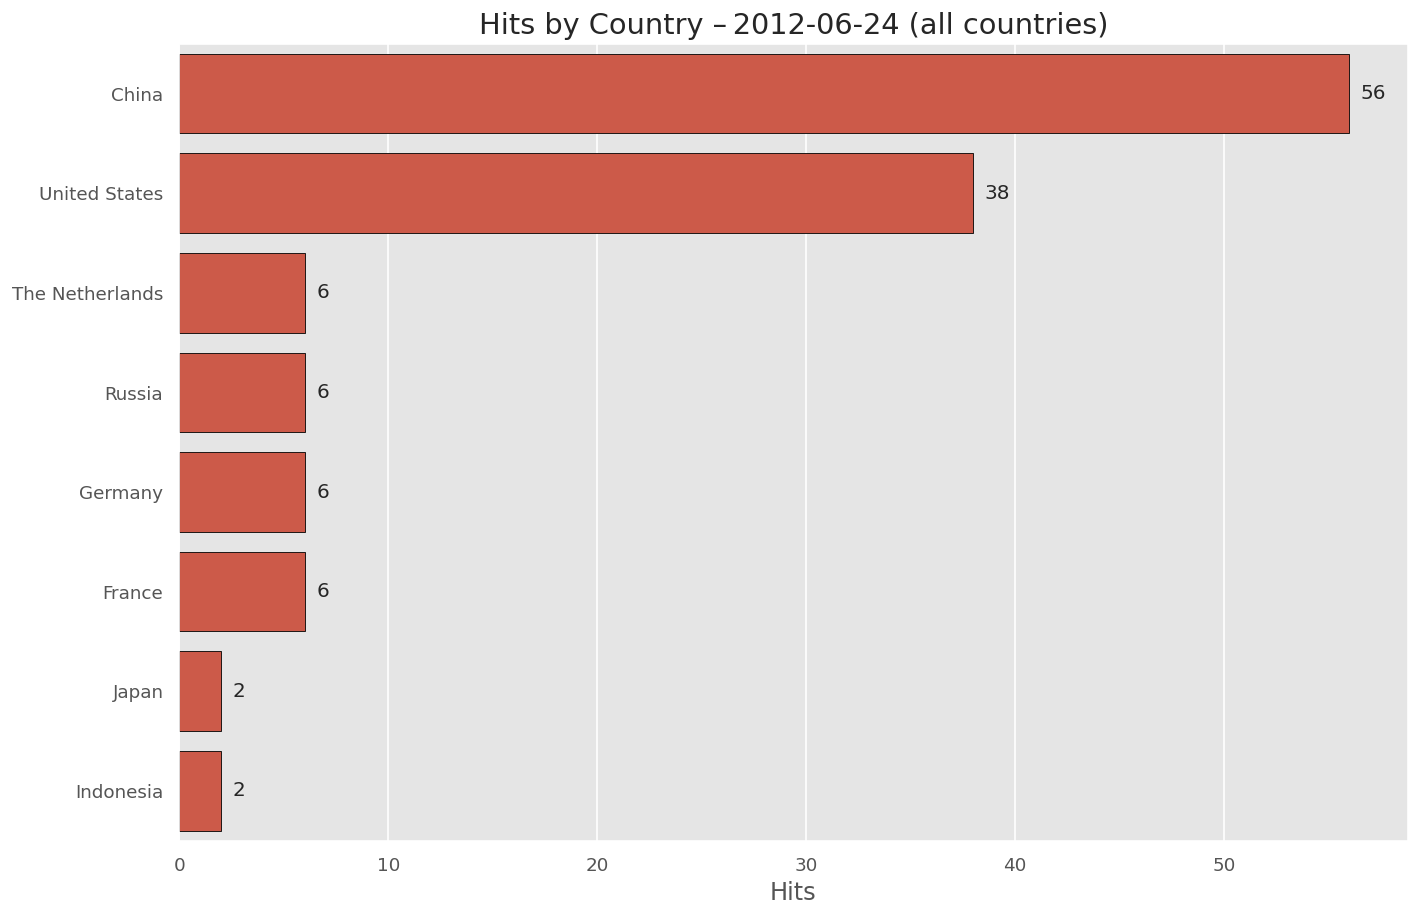 Hits by Country – 2012-06-24 (all countries)
China 56
United States 38
The Netherlands 6
Russia 6
Germany 6
France 6
Japan 2
Indonesia 2
0 10 20 30 40 50
Hits